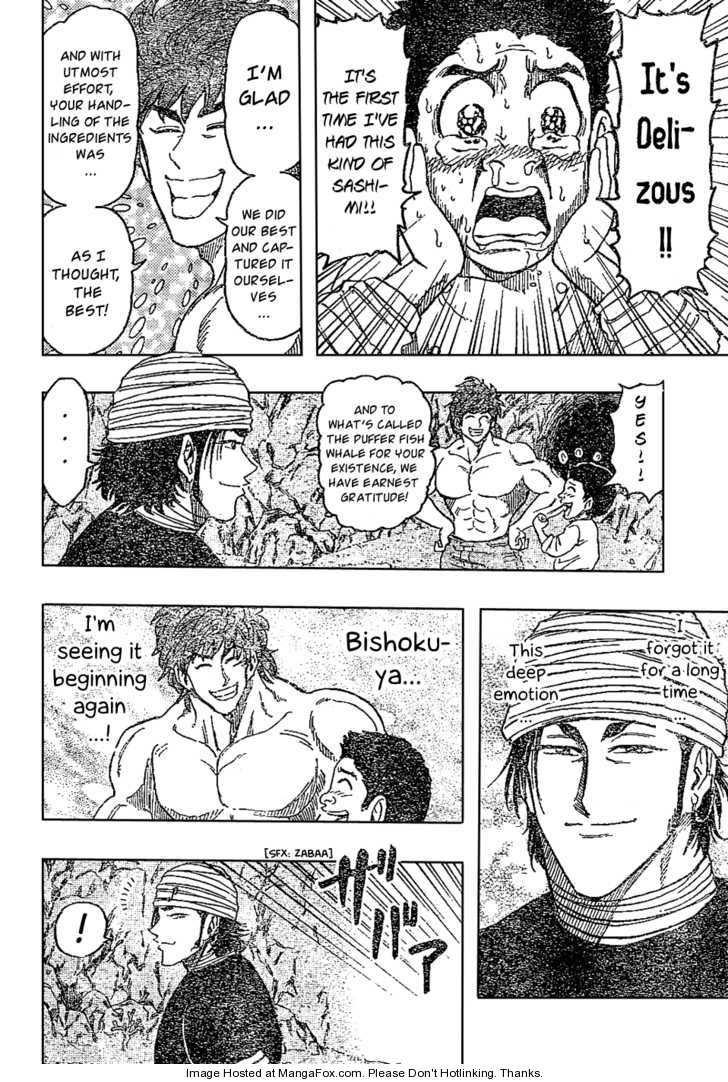 It's
Deli-
zous
!!
IT'S
THE FIRST
TIME I'VE
HAD THIS
KIND OF
SASHI-
MI!!
I'M
GLAD
...
WE DID
OUR BEST
AND CAP-
TURED IT
OURSEL-
VES
...
AND WITH
UTMOST
EFFORT,
YOUR HAND-
LING OF THE
INGREDIENTS
WAS
...
AS I
THOUGHT,
THE
BEST!
YES!!
AND TO
WHAT'S CALLED
THE PUFFER FISH
WHALE FOR YOUR
EXISTENCE, WE
HAVE EARNEST
GRATITUDE!
...
I
forgot it
for a long
time
...
This
deep
emotion
...
Bishoku-
ya...
I'm
seeing it
beginning
again
...!
[SFX: ZABAA]
ザバァ
!
Image Hosted at MangaFox.com. Please Don't Hotlinking. Thanks.